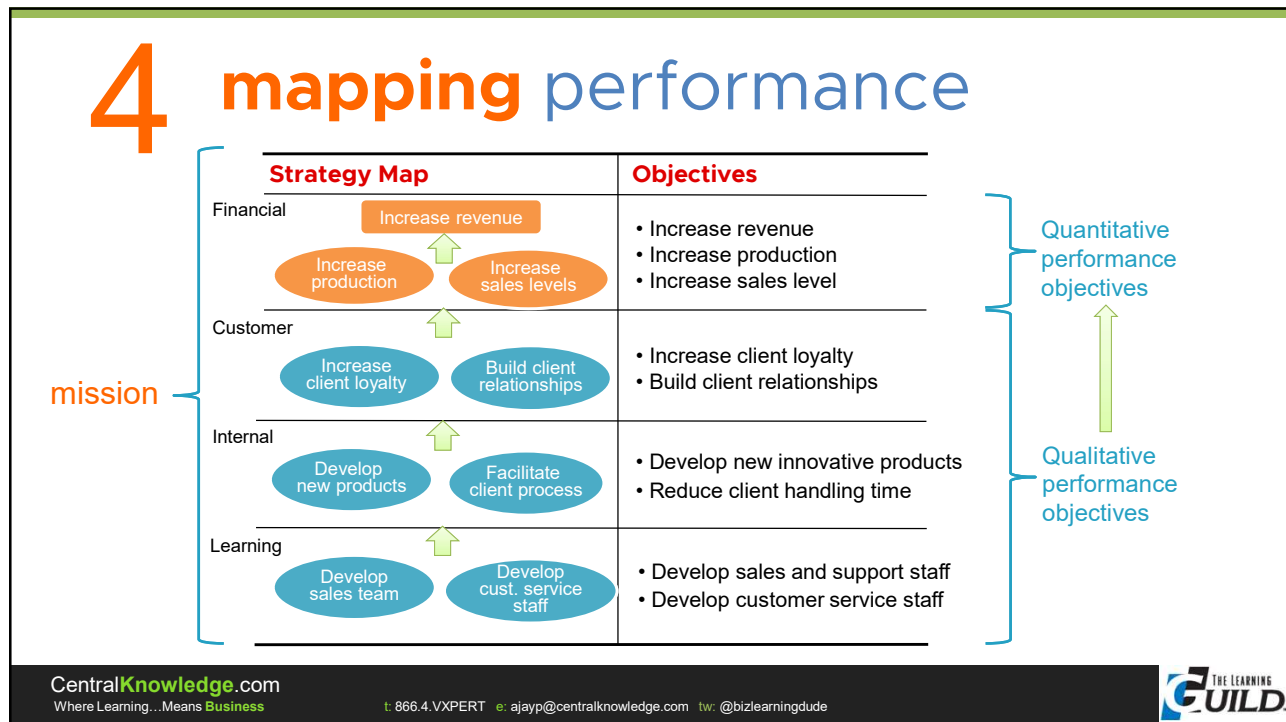 4 mapping performance
Strategy Map
Objectives
Financial
Increase revenue
Increase
production
Increase
sales levels
• Increase revenue
• Increase production
• Increase sales level
Customer
Increase
client loyalty
Build client
relationships
• Increase client loyalty
• Build client relationships
Internal
Develop
new products
Facilitate
client process
• Develop new innovative products
• Reduce client handling time
Learning
Develop
sales team
Develop
cust. service
staff
• Develop sales and support staff
• Develop customer service staff
mission
Quantitative
performance
objectives
Qualitative
performance
objectives
CentralKnowledge.com
Where Learning...Means Business
t: 866.4.VXPERT e: ajayp@centralknowledge.com tw: @bizlearningdude
THE LEARNING
GUILD